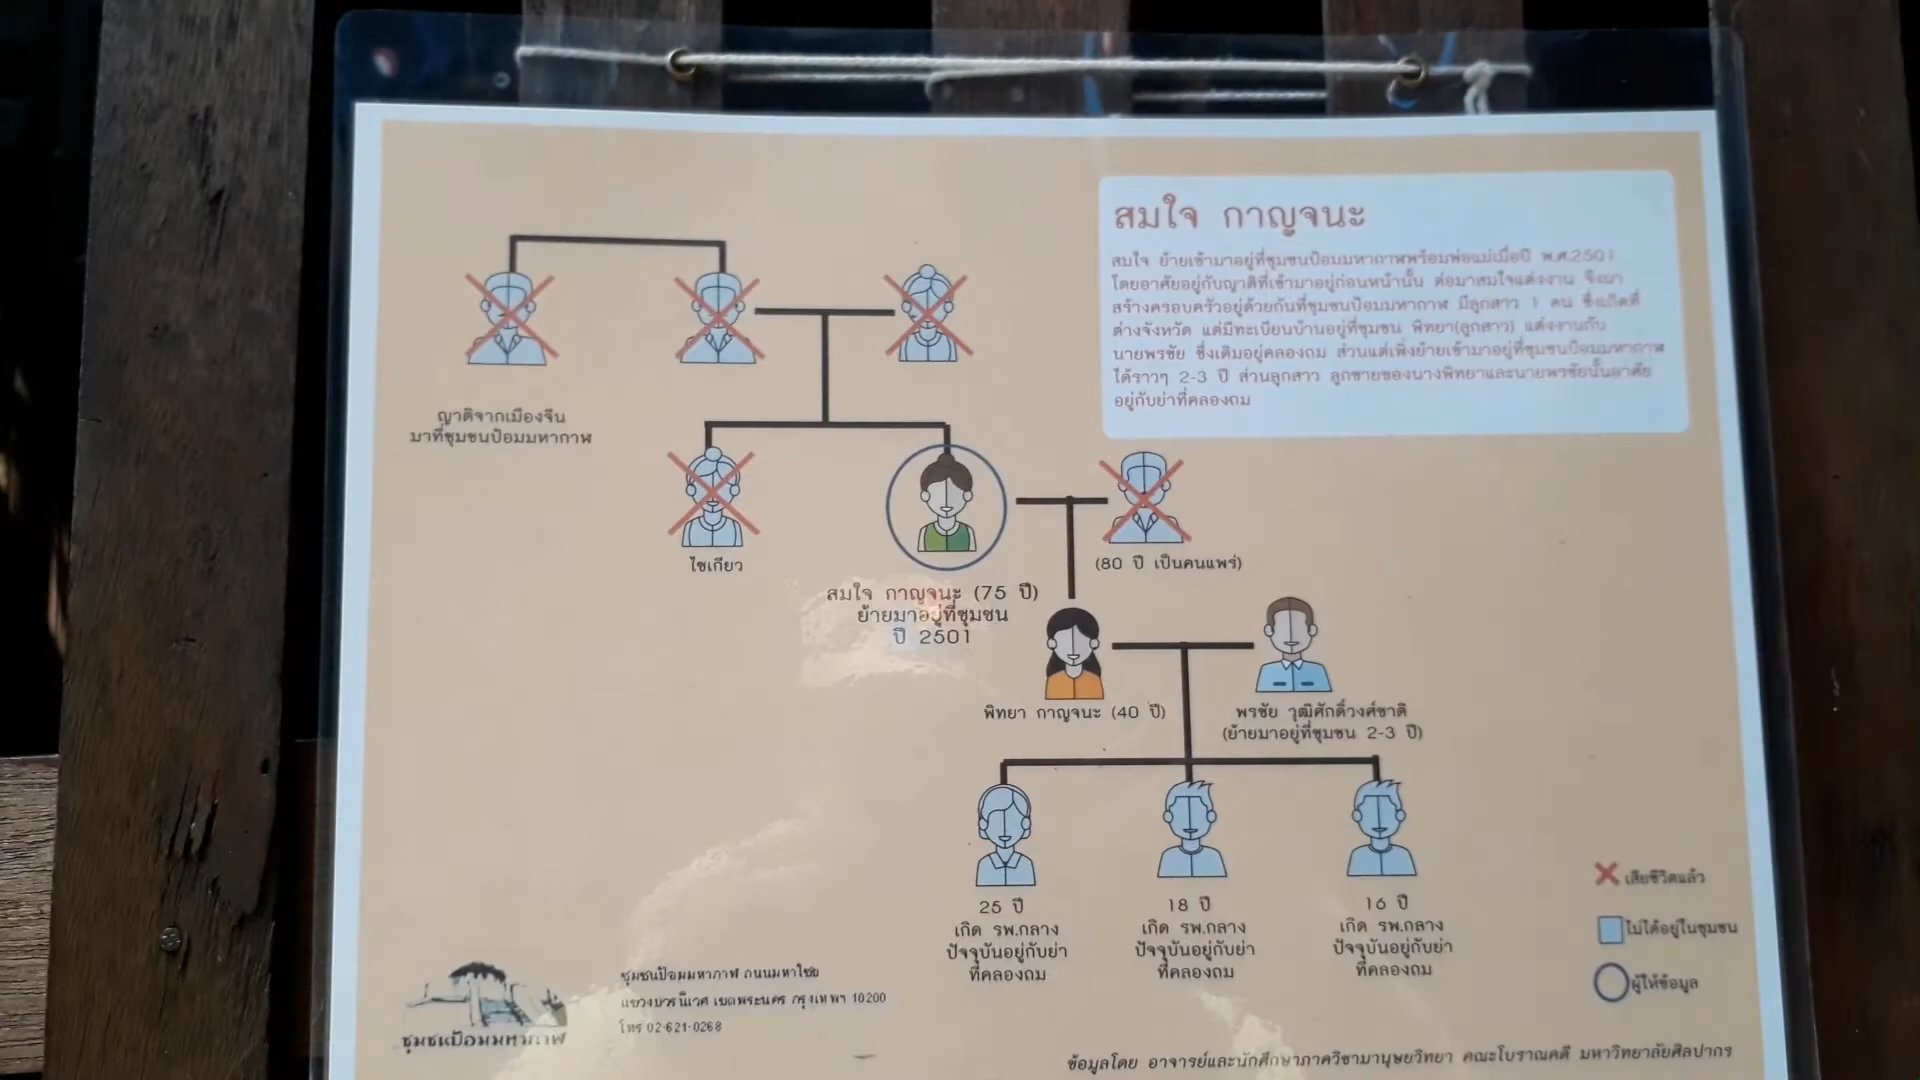 สมใจ กาญจนะ
สมใจ ย้ายเข้ามาอยู่ที่ชุมชนป้อมมหากาฬพร้อมพ่อแม่เมื่อปี พ.ศ.2501
โดยอาศัยอยู่กับญาติที่เข้ามาอยู่ก่อนหน้านั้น ต่อมาสมใจแต่งงาน จึงมา
สร้างครอบครัวอยู่ด้วยกันที่ชุมชนป้อมมหากาฬ มีลูกสาว 1 คน ซึ่งเกิดที่
ต่างจังหวัด แต่มีทะเบียนบ้านอยู่ที่ชุมชน พิทยา(ลูกสาว) แต่งงานกับ
นายพรชัย ซึ่งเดิมอยู่คลองถม ส่วนแต่เพิ่งย้ายเข้ามาอยู่ที่ชุมชนป้อมมหากาฬ
ได้ราวๆ 2-3 ปี ส่วนลูกสาว ลูกชายของนางพิทยาและนายพรชัยนั้นอาศัย
อยู่กับย่าที่คลองถม
ญาติจากเมืองจีน
มาที่ชุมชนป้อมมหากาฬ
ไซเกียว
สมใจ กาญจนะ (75 ปี)
ย้ายมาอยู่ที่ชุมชน
ปี 2501
(80 ปี เป็นคนแพร่)
พิทยา กาญจนะ (40 ปี)
พรชัย วุฒิศักดิ์วงศ์ชาติ
(ย้ายมาอยู่ที่ชุมชน 2-3 ปี)
25 ปี
เกิด รพ.กลาง
ปัจจุบันอยู่กับย่า
ที่คลองถม
18 ปี
เกิด รพ.กลาง
ปัจจุบันอยู่กับย่า
ที่คลองถม
16 ปี
เกิด รพ.กลาง
ปัจจุบันอยู่กับย่า
ที่คลองถม
เสียชีวิตแล้ว
ไม่ได้อยู่ในชุมชน
ผู้ให้ข้อมูล
ชุมชนป้อมมหากาฬ
ชุมชนป้อมมหากาฬ ถนนมหาไชย
แขวงบวรนิเวศ เขตพระนคร กรุงเทพฯ 10200
โทร 02-621-0268
ข้อมูลโดย อาจารย์และนักศึกษาภาควิชามานุษยวิทยา คณะโบราณคดี มหาวิทยาลัยศิลปากร